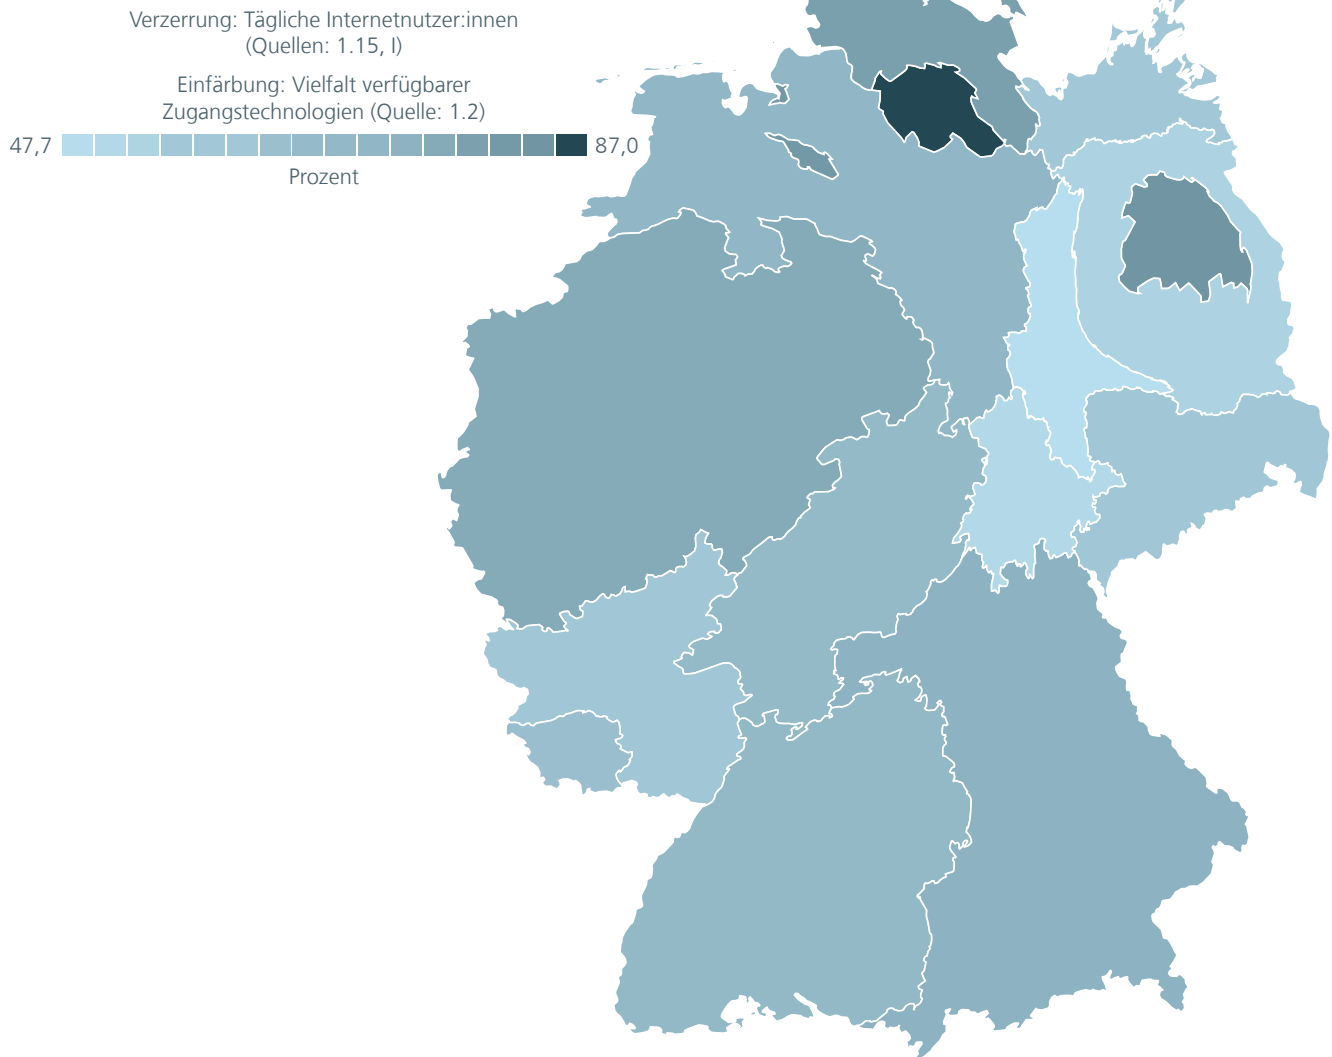 Verzerrung: Tägliche Internetnutzer:innen
(Quellen: 1.15, I)
Einfärbung: Vielfalt verfügbarer
Zugangstechnologien (Quelle: 1.2)
47,7 87,0
Prozent